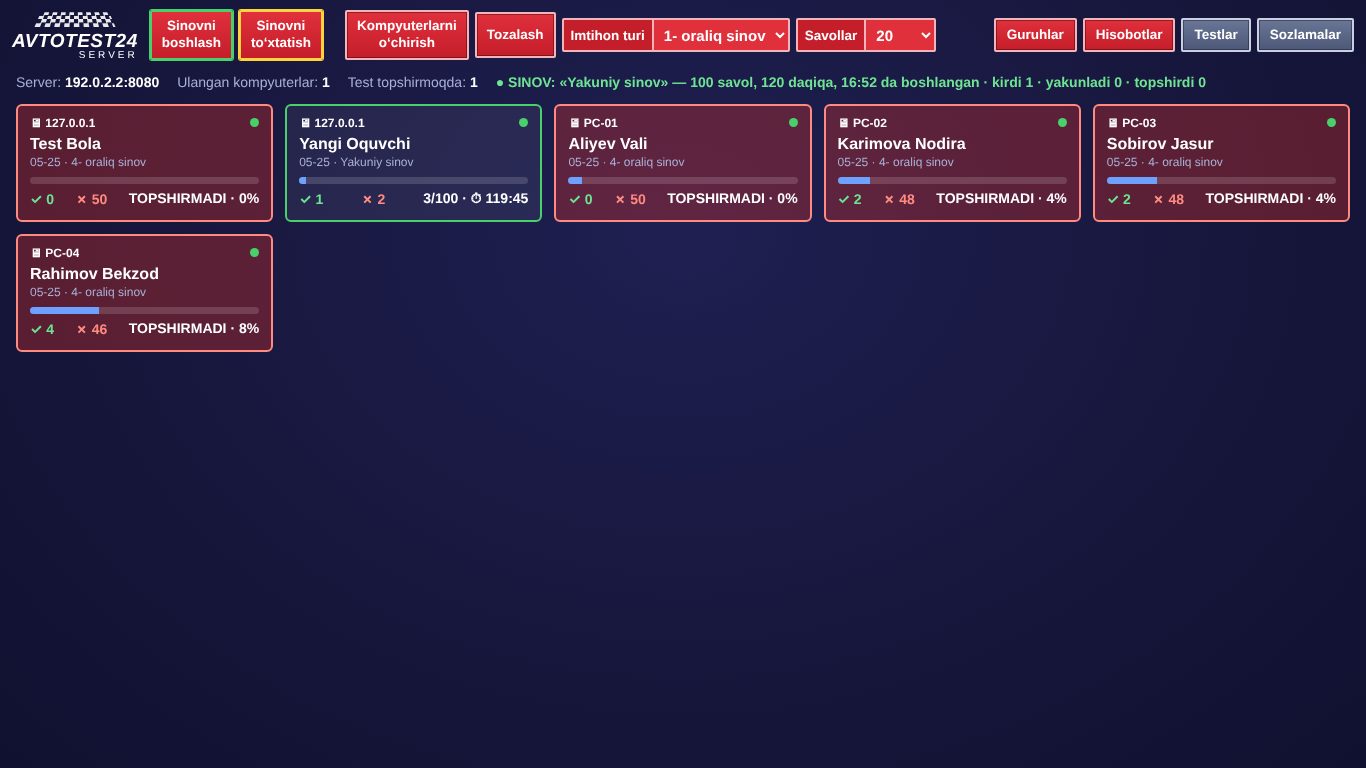 AVTOTEST24
SERVER
Sinovni
boshlash
Sinovni
to‘xtatish
Kompyuterlarni
o‘chirish
Tozalash
Imtihon turi
1- oraliq sinov
Savollar
20
Guruhlar
Hisobotlar
Testlar
Sozlamalar
Server: 192.0.2.2:8080 Ulangan kompyuterlar: 1 Test topshirmoqda: 1 ● SINOV: «Yakuniy sinov» — 100 savol, 120 daqiqa, 16:52 da boshlangan · kirdi 1 · yakunladi 0 · topshirdi 0
127.0.0.1
Test Bola
05-25 · 4- oraliq sinov
✓ 0 × 50 TOPSHIRMADI · 0%
127.0.0.1
Yangi Oquvchi
05-25 · Yakuniy sinov
✓ 1 × 2 3/100 · ⏱ 119:45
PC-01
Aliyev Vali
05-25 · 4- oraliq sinov
✓ 0 × 50 TOPSHIRMADI · 0%
PC-02
Karimova Nodira
05-25 · 4- oraliq sinov
✓ 2 × 48 TOPSHIRMADI · 4%
PC-03
Sobirov Jasur
05-25 · 4- oraliq sinov
✓ 2 × 48 TOPSHIRMADI · 4%
PC-04
Rahimov Bekzod
05-25 · 4- oraliq sinov
✓ 4 × 46 TOPSHIRMADI · 8%